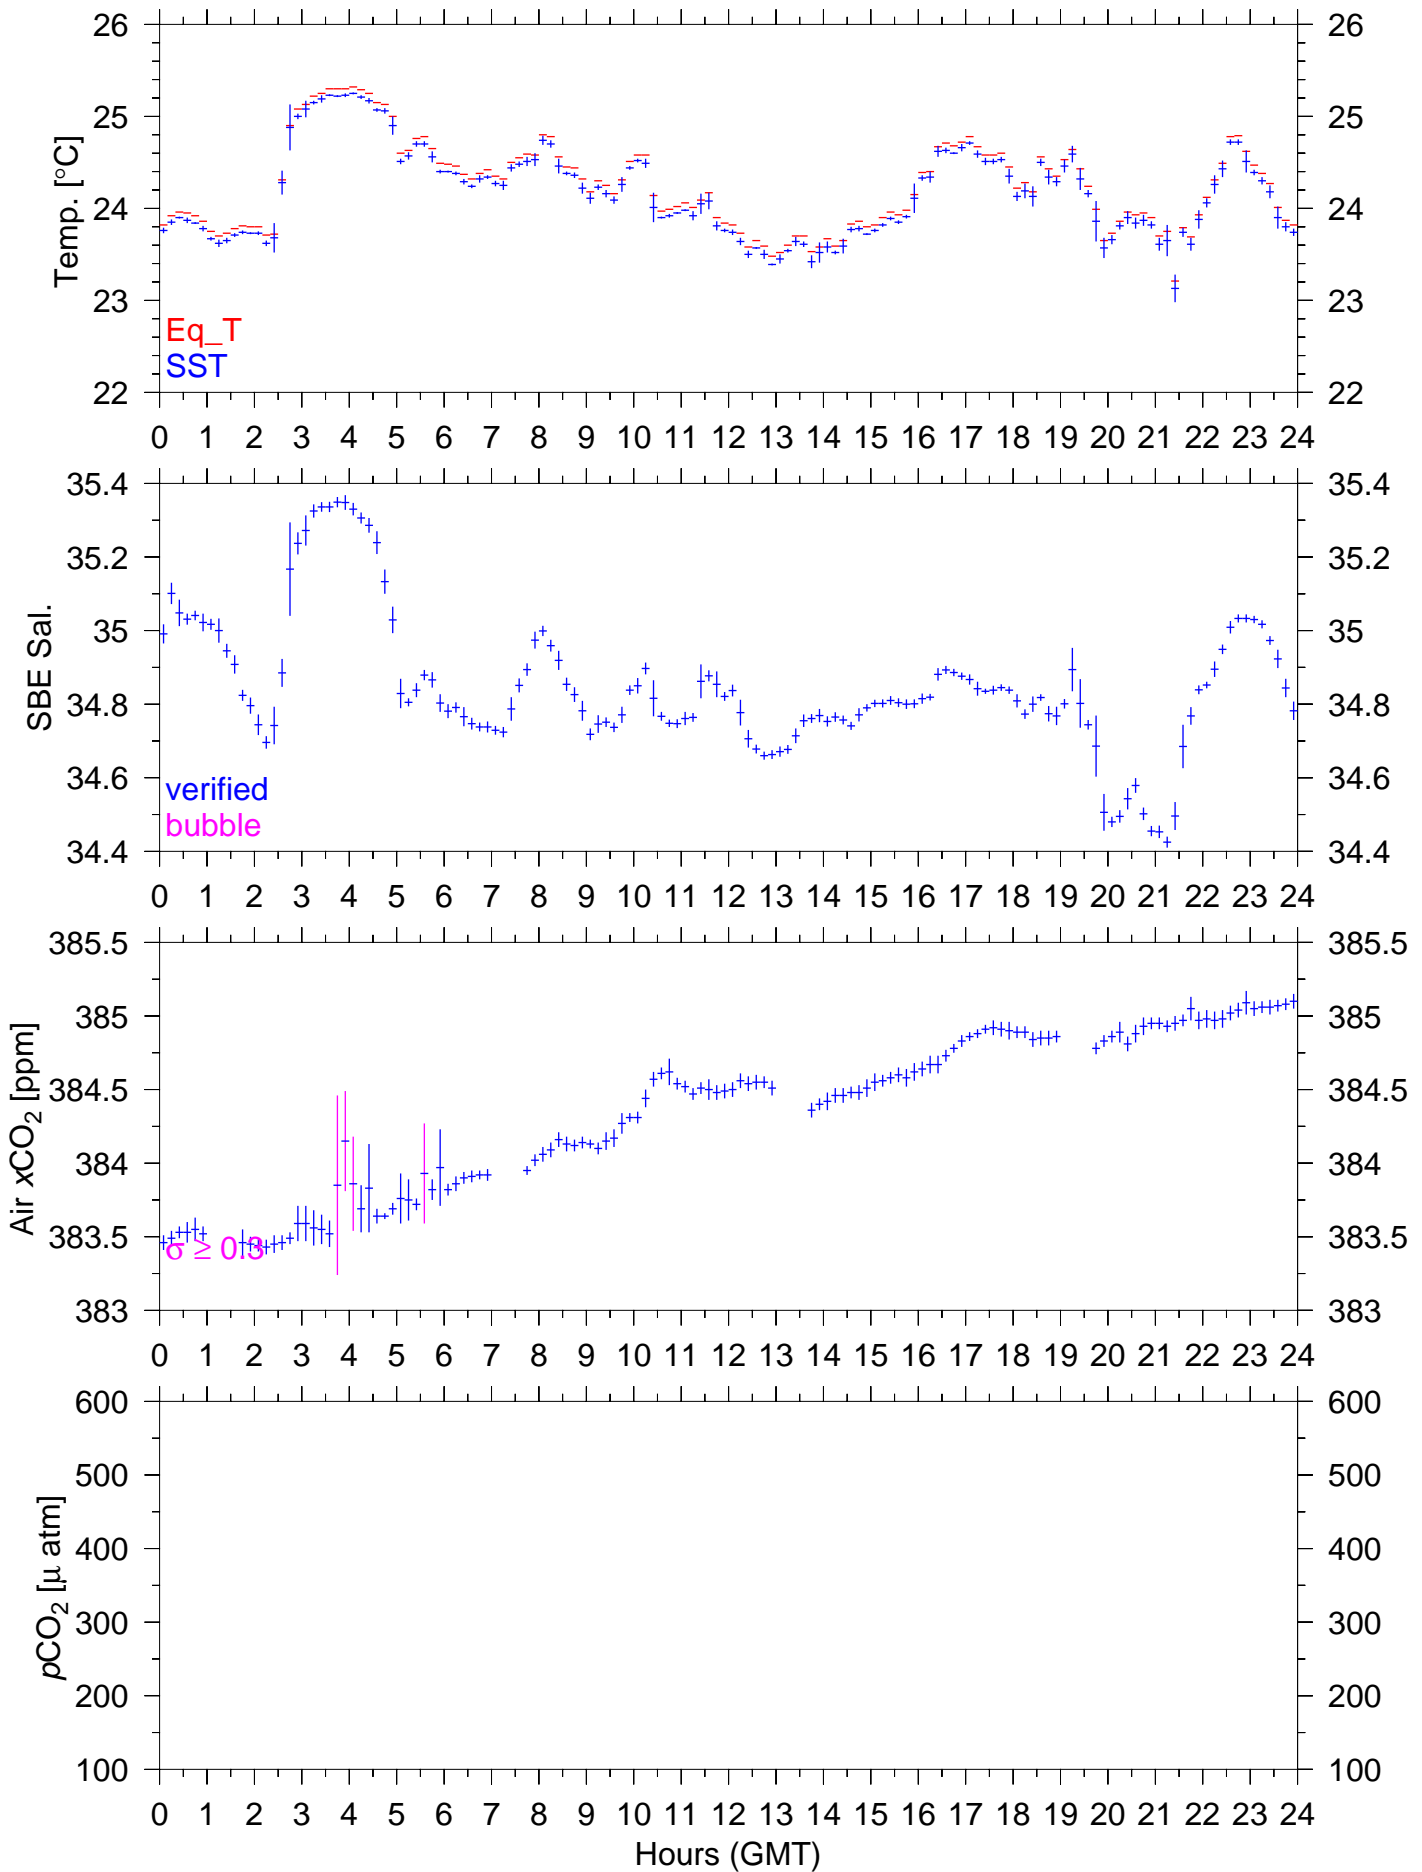 26 26
25 25
24 24
23 23
22 22
Temp. [°C]
Eq_T
SST
0 1 2 3 4 5 6 7 8 9 10 11 12 13 14 15 16 17 18 19 20 21 22 23 24
35.4 35.4
35.2 35.2
35 35
34.8 34.8
34.6 34.6
34.4 34.4
SBE Sal.
verified
bubble
0 1 2 3 4 5 6 7 8 9 10 11 12 13 14 15 16 17 18 19 20 21 22 23 24
385.5 385.5
385 385
384.5 384.5
384 384
383.5 383.5
383 383
Air xCO₂ [ppm]
σ ≥ 0.3
0 1 2 3 4 5 6 7 8 9 10 11 12 13 14 15 16 17 18 19 20 21 22 23 24
600 600
500 500
400 400
300 300
200 200
100 100
pCO₂ [μ atm]
0 1 2 3 4 5 6 7 8 9 10 11 12 13 14 15 16 17 18 19 20 21 22 23 24
Hours (GMT)